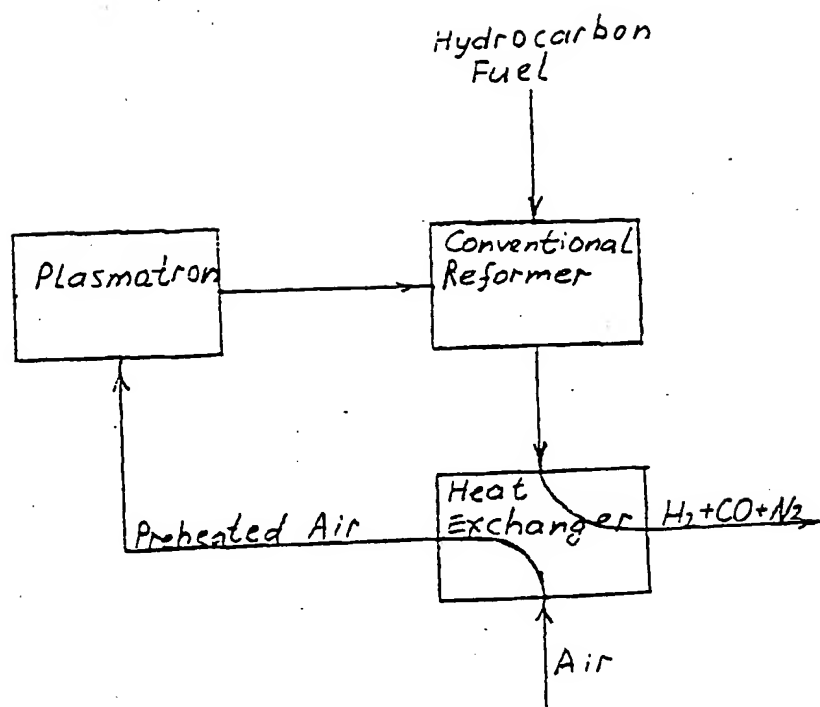 Hydrocarbon
Fuel
Plasmatron
Conventional
Reformer
Heat
Exchanger
H2+CO+N2
Preheated Air
Air